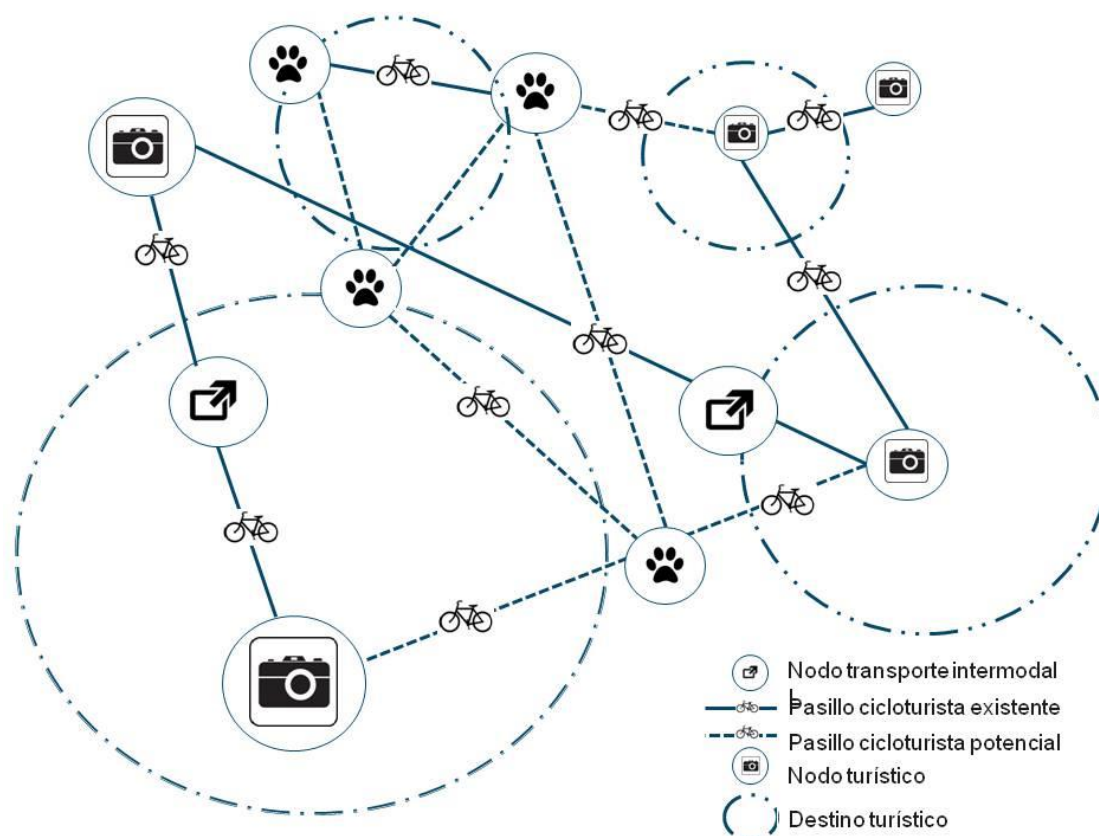 Nodo transporte intermodal
Pasillo cicloturista existente
Pasillo cicloturista potencial
Nodo turístico
Destino turístico